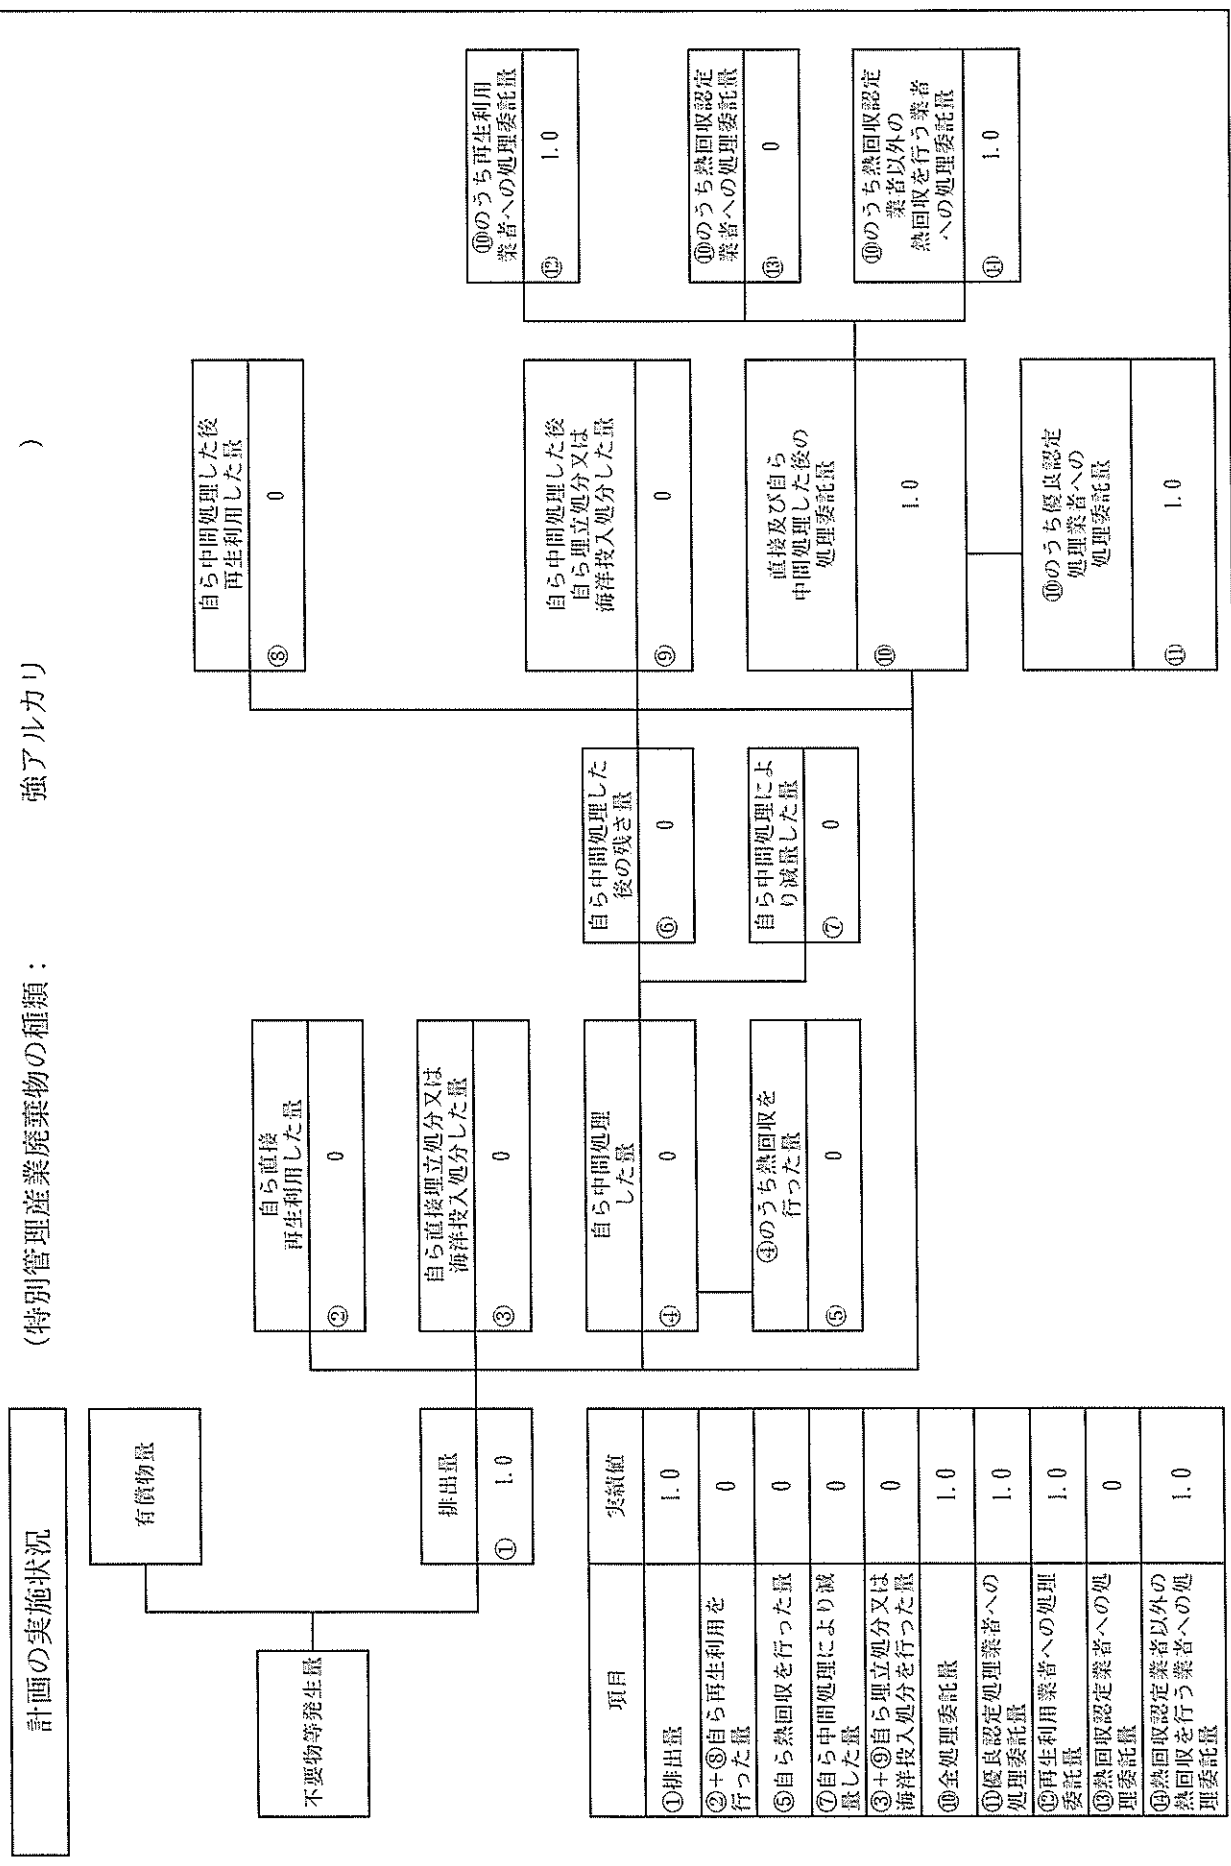 計画の実施状況
(特別管理産業廃棄物の種類： 強アルカリ )
不要物等発生量
有償物量
排出量
① 1.0
自ら直接
再生利用した量
② 0
自ら直接埋立処分又は
海洋投入処分した量
③ 0
自ら中間処理
した量
④ 0
④のうち熱回収を
行った量
⑤ 0
自ら中間処理した
後の残さ量
⑥ 0
自ら中間処理によ
り減量した量
⑦ 0
自ら中間処理した後
再生利用した量
⑧ 0
自ら中間処理した後
自ら埋立処分又は
海洋投入処分した量
⑨ 0
直接及び自ら
中間処理した後の
処理委託量
⑩ 1.0
⑩のうち優良認定
処理業者への
処理委託量
⑪ 1.0
⑩のうち再生利用
業者への処理委託量
⑫ 1.0
⑩のうち熱回収認定
業者への処理委託量
⑬ 0
⑩のうち熱回収認定
業者以外の
熱回収を行う業者
への処理委託量
⑪ 1.0
項目 実績値
①排出量 1.0
②+⑧自ら再生利用を
行った量 0
⑤自ら熱回収を行った量 0
⑦自ら中間処理により減
量した量 0
③+⑨自ら埋立処分又は
海洋投入処分を行った量 0
⑩全処理委託量 1.0
⑪優良認定処理業者への
処理委託量 1.0
⑫再生利用業者への処理
委託量 1.0
⑬熱回収認定業者への処
理委託量 0
⑭熱回収認定業者以外の
熱回収を行う業者への処
理委託量 1.0